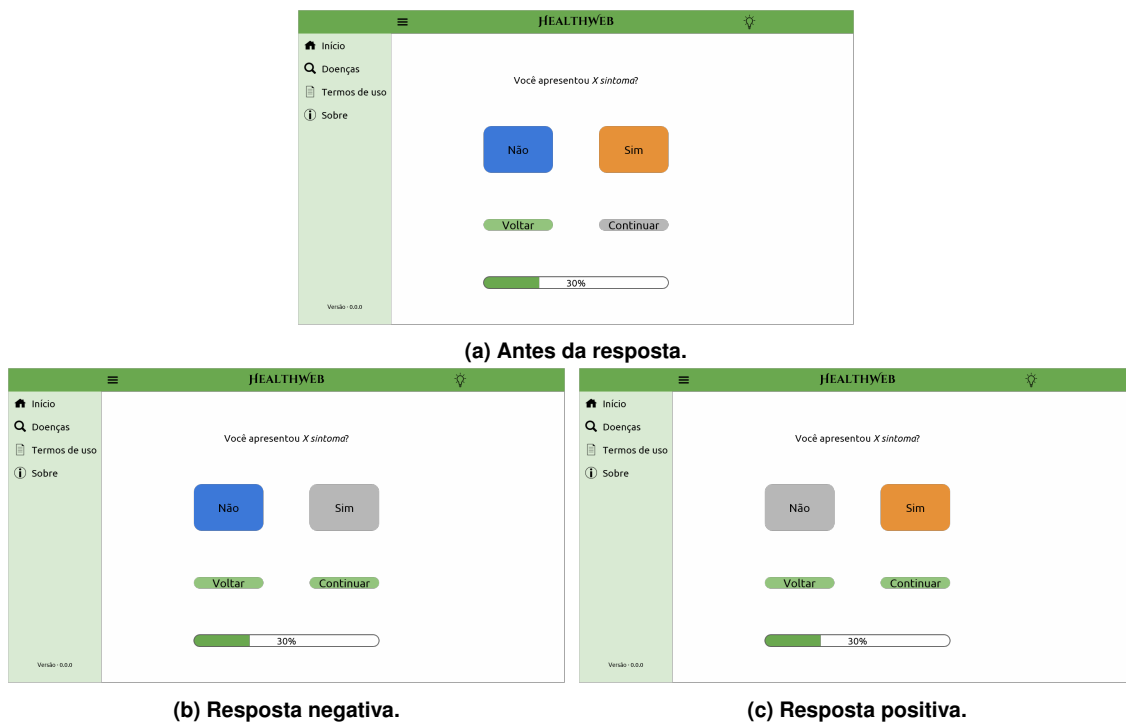 HEALTHWEB
Início
Doenças
Termos de uso
Sobre
Você apresentou X sintoma?
Não Sim
Voltar Continuar
30%
Versão - 0.0.0
(a) Antes da resposta.
HEALTHWEB
Início
Doenças
Termos de uso
Sobre
Você apresentou X sintoma?
Não Sim
Voltar Continuar
30%
Versão - 0.0.0
(b) Resposta negativa.
HEALTHWEB
Início
Doenças
Termos de uso
Sobre
Você apresentou X sintoma?
Não Sim
Voltar Continuar
30%
Versão - 0.0.0
(c) Resposta positiva.